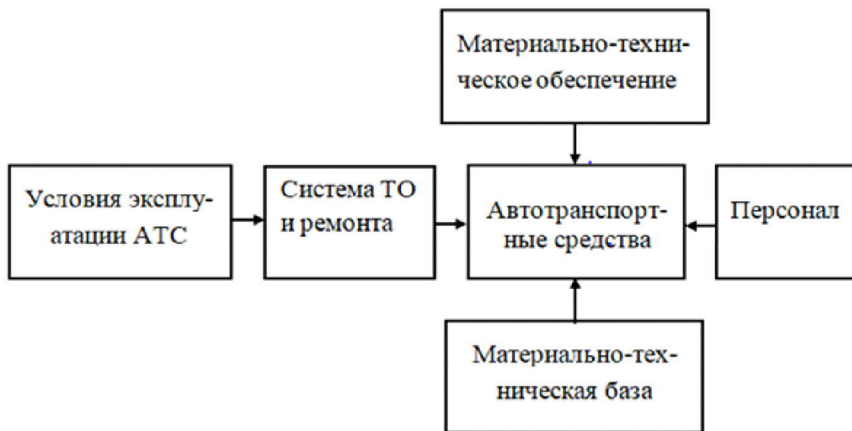 Материально-техни-
ческое обеспечение
Условия эксплу-
атации АТС
Система ТО
и ремонта
Автотранспорт-
ные средства
Персонал
Материально-тех-
ническая база